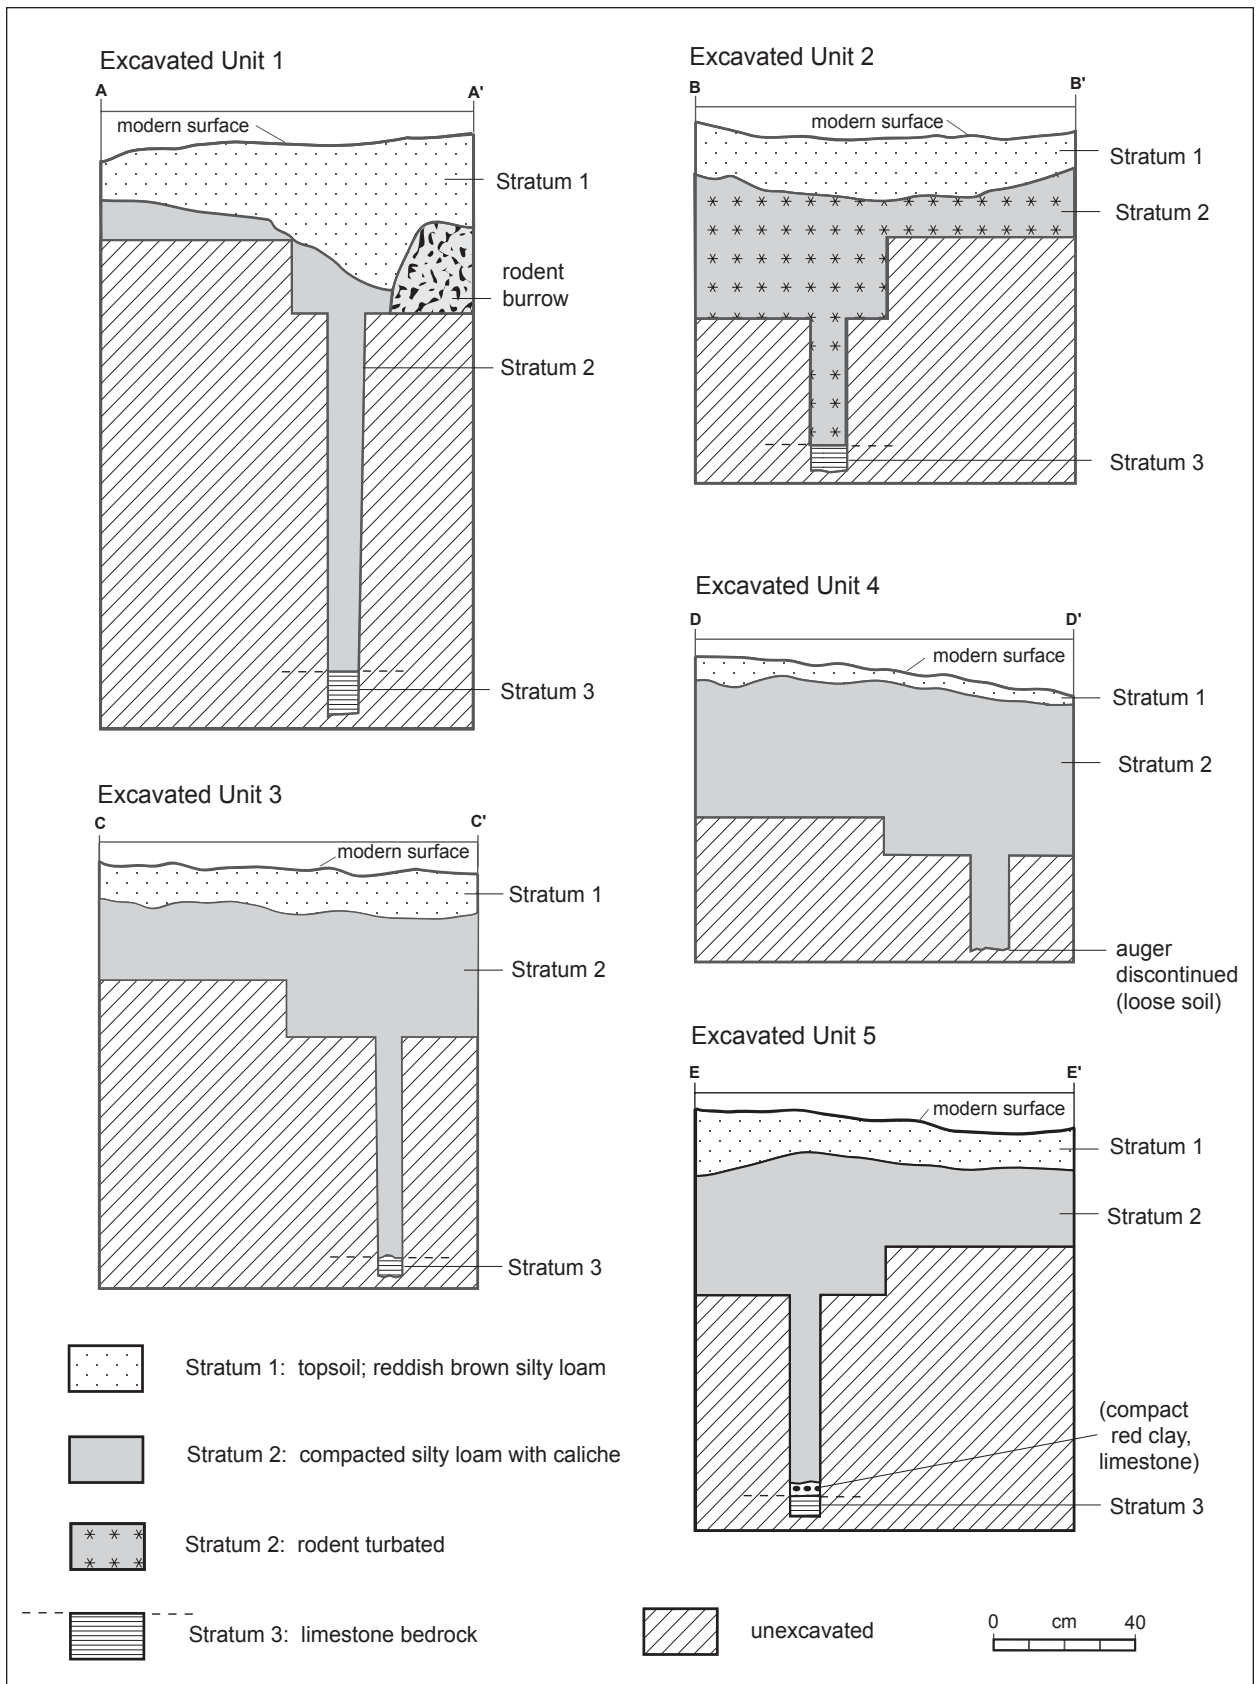 Excavated Unit 1
A A'
modern surface
Stratum 1
rodent
burrow
Stratum 2
Stratum 3
Excavated Unit 2
B B'
modern surface
Stratum 1
Stratum 2
Stratum 3
Excavated Unit 3
C C'
modern surface
Stratum 1
Stratum 2
Stratum 3
Excavated Unit 4
D D'
modern surface
Stratum 1
Stratum 2
auger
discontinued
(loose soil)
Excavated Unit 5
E E'
modern surface
Stratum 1
Stratum 2
(compact
red clay,
limestone)
Stratum 3
Stratum 1: topsoil; reddish brown silty loam
Stratum 2: compacted silty loam with caliche
Stratum 2: rodent turbated
Stratum 3: limestone bedrock
unexcavated
0 cm 40